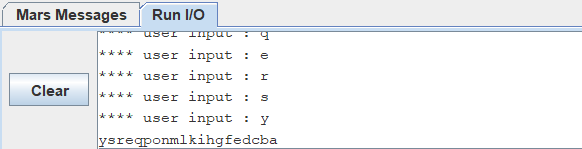 Mars Messages
Run I/O
Clear
**** user input : q
**** user input : e
**** user input : r
**** user input : s
**** user input : y
ysreqponmlkihgfedcba